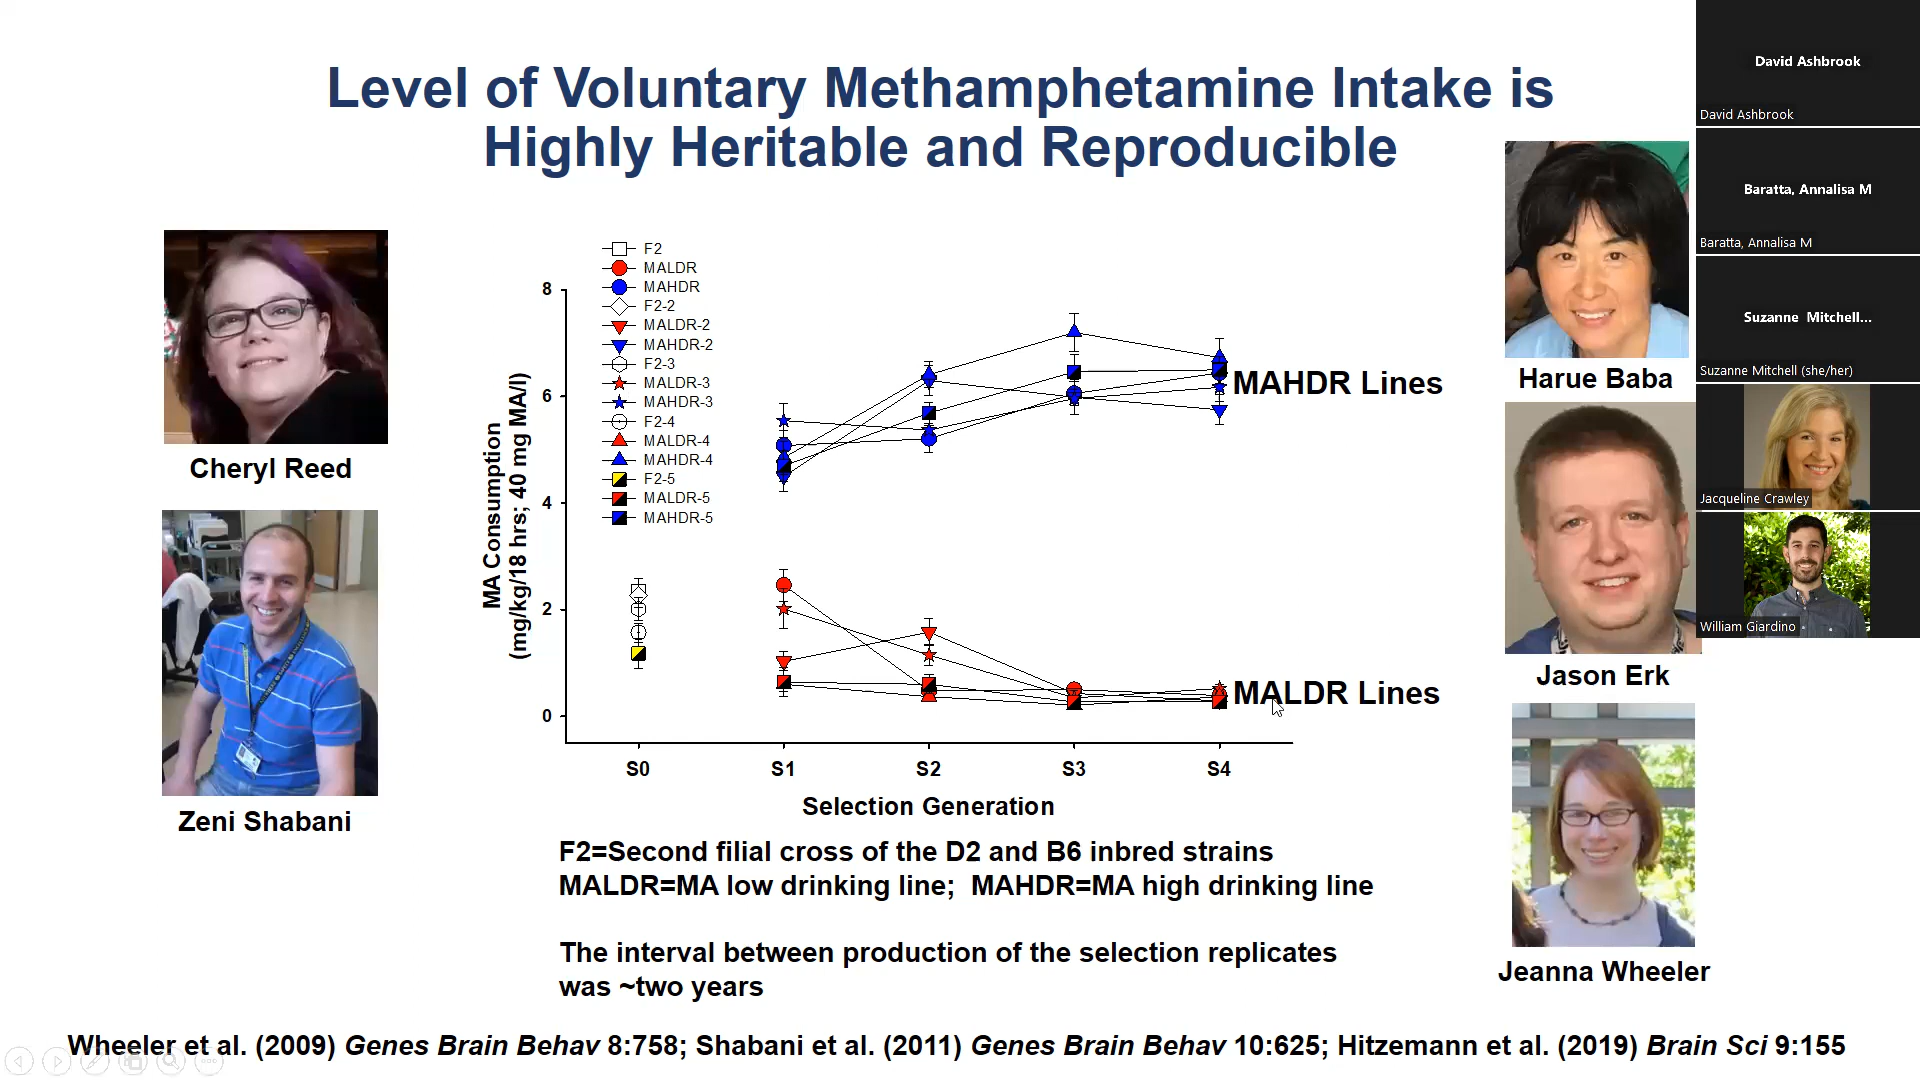 Level of Voluntary Methamphetamine Intake is
Highly Heritable and Reproducible
David Ashbrook
David Ashbrook
Baratta, Annalisa M
Baratta, Annalisa M
Suzanne Mitchell...
Suzanne Mitchell (she/her)
Jacqueline Crawley
William Giardino
Cheryl Reed
Zeni Shabani
Harue Baba
Jason Erk
Jeanna Wheeler
F2
MALDR
MAHDR
F2-2
MALDR-2
MAHDR-2
F2-3
MALDR-3
MAHDR-3
F2-4
MALDR-4
MAHDR-4
F2-5
MALDR-5
MAHDR-5
MA Consumption
(mg/kg/18 hrs; 40 mg MA/l)
8
6
4
2
0
MAHDR Lines
MALDR Lines
S0 S1 S2 S3 S4
Selection Generation
F2=Second filial cross of the D2 and B6 inbred strains
MALDR=MA low drinking line; MAHDR=MA high drinking line
The interval between production of the selection replicates
was ~two years
Wheeler et al. (2009) Genes Brain Behav 8:758; Shabani et al. (2011) Genes Brain Behav 10:625; Hitzemann et al. (2019) Brain Sci 9:155